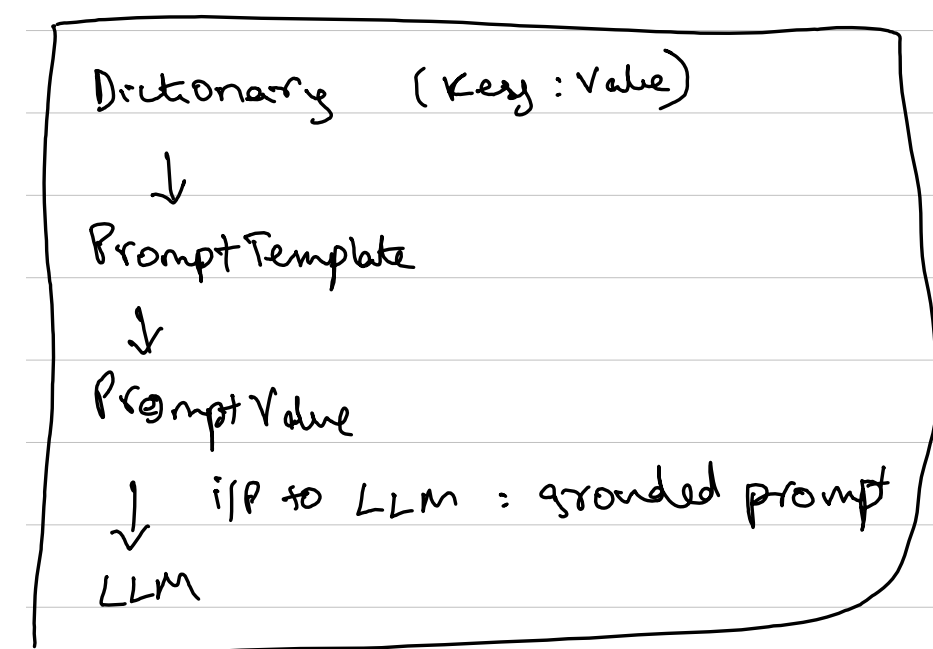 Dictionary (Key : Value)
↓
PromptTemplate
↓
PromptValue
↓ i/p to LLM : grounded prompt
LLM